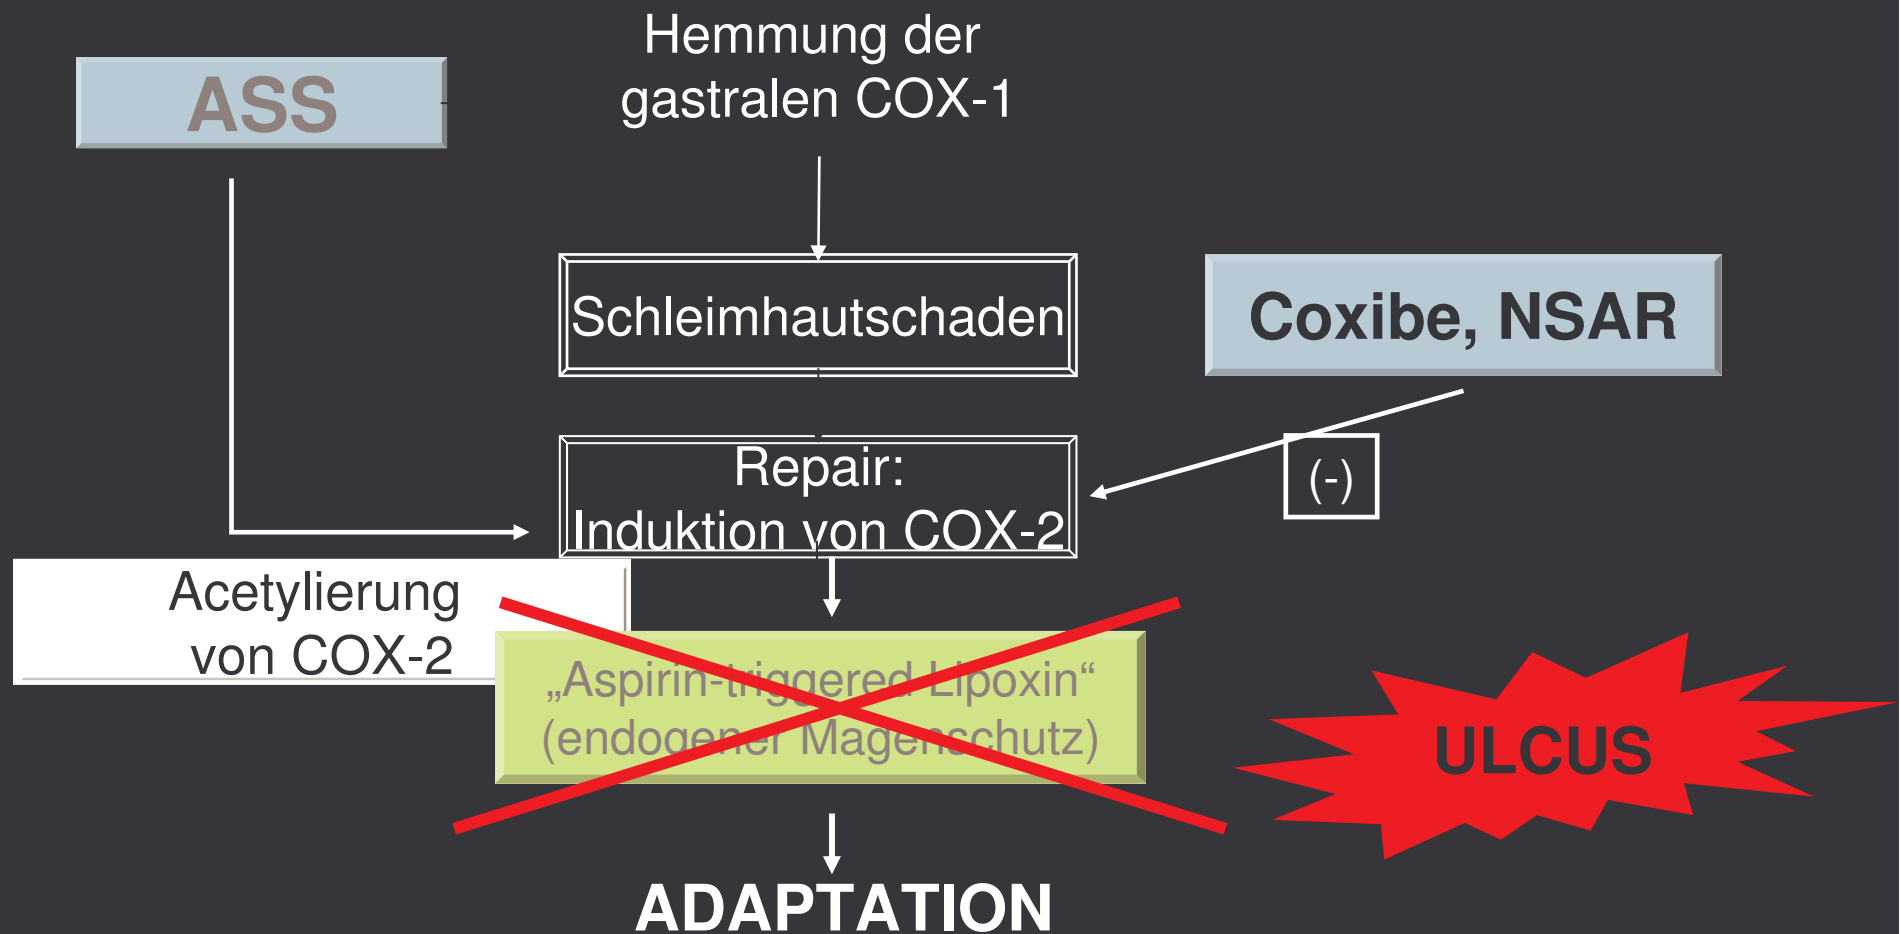 Hemmung der
gastralen COX-1
ASS
Schleimhautschaden
Coxibe, NSAR
Repair:
Induktion von COX-2
(-)
Acetylierung
von COX-2
„Aspirin-triggered Lipoxin“
(endogener Magenschutz)
ULCUS
ADAPTATION